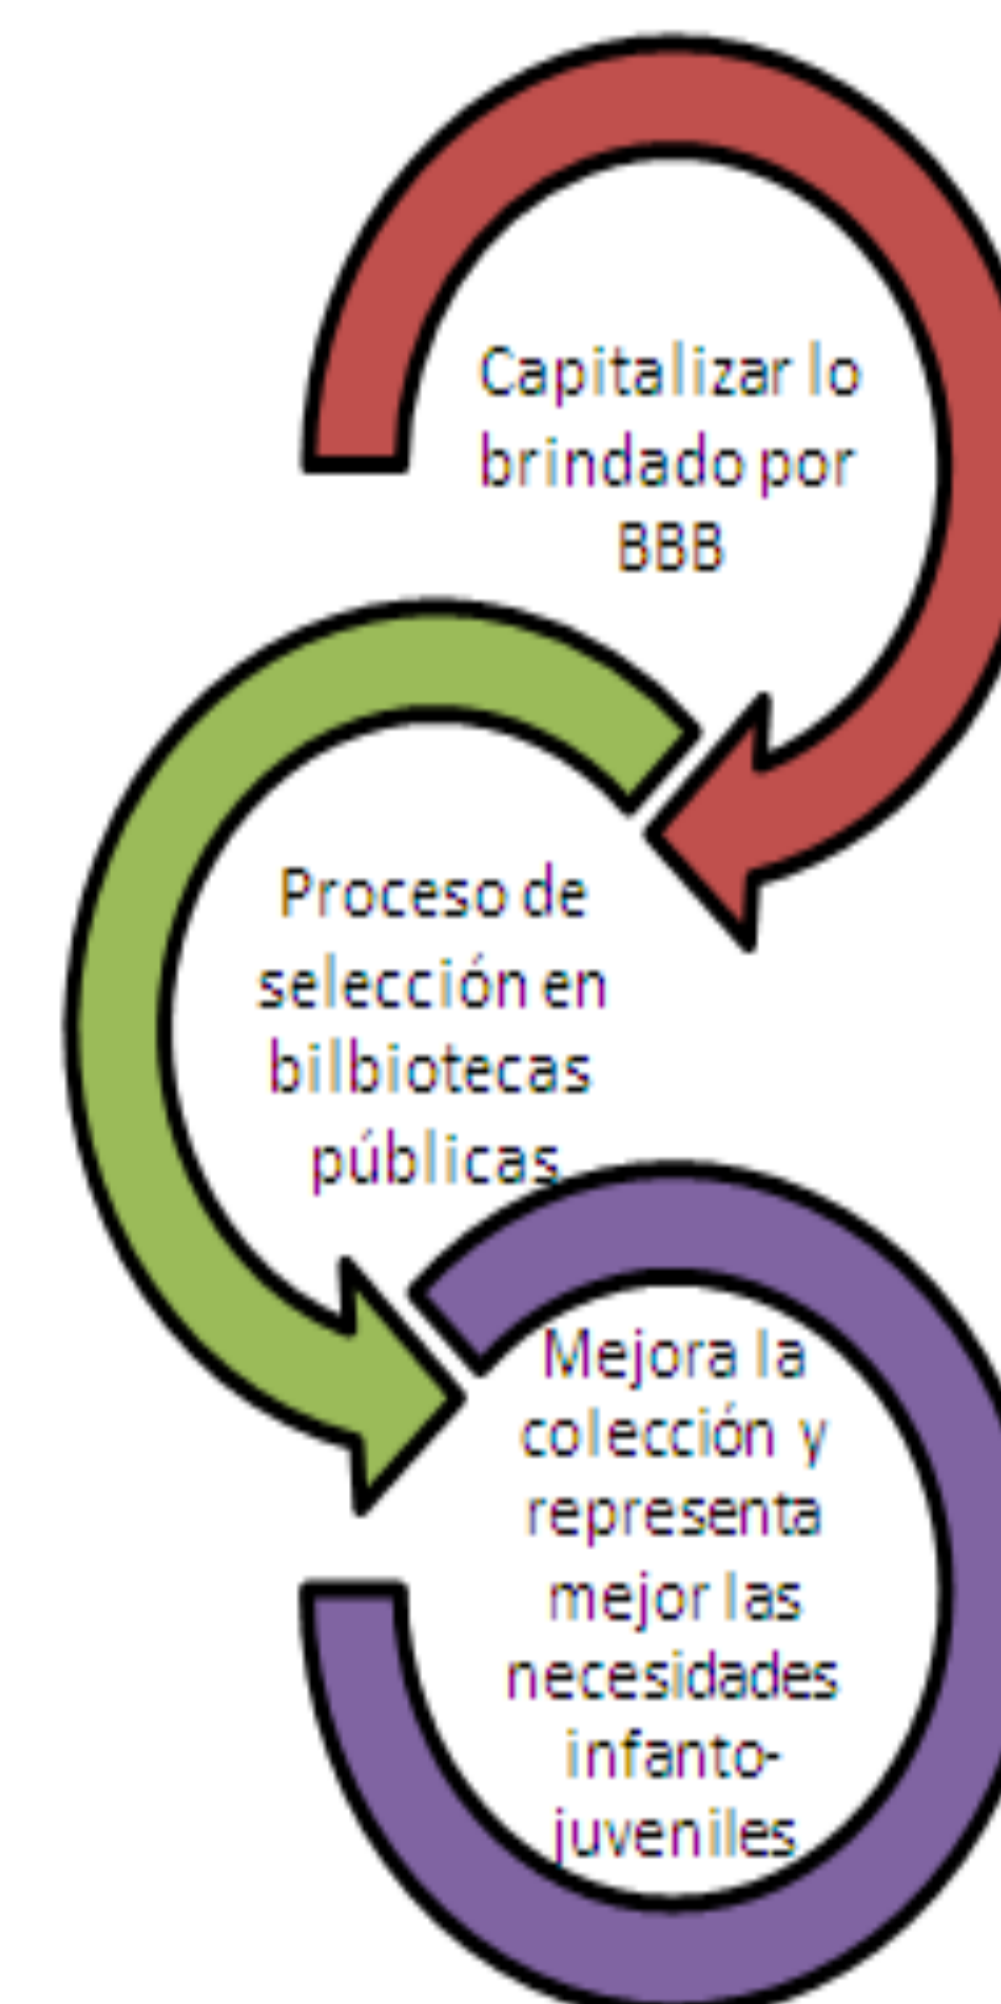 Capitalizar lo
brindado por
BBB
Proceso de
selección en
bilbiotecas
públicas
Mejora la
colección y
representa
mejor las
necesidades
infanto-
juveniles